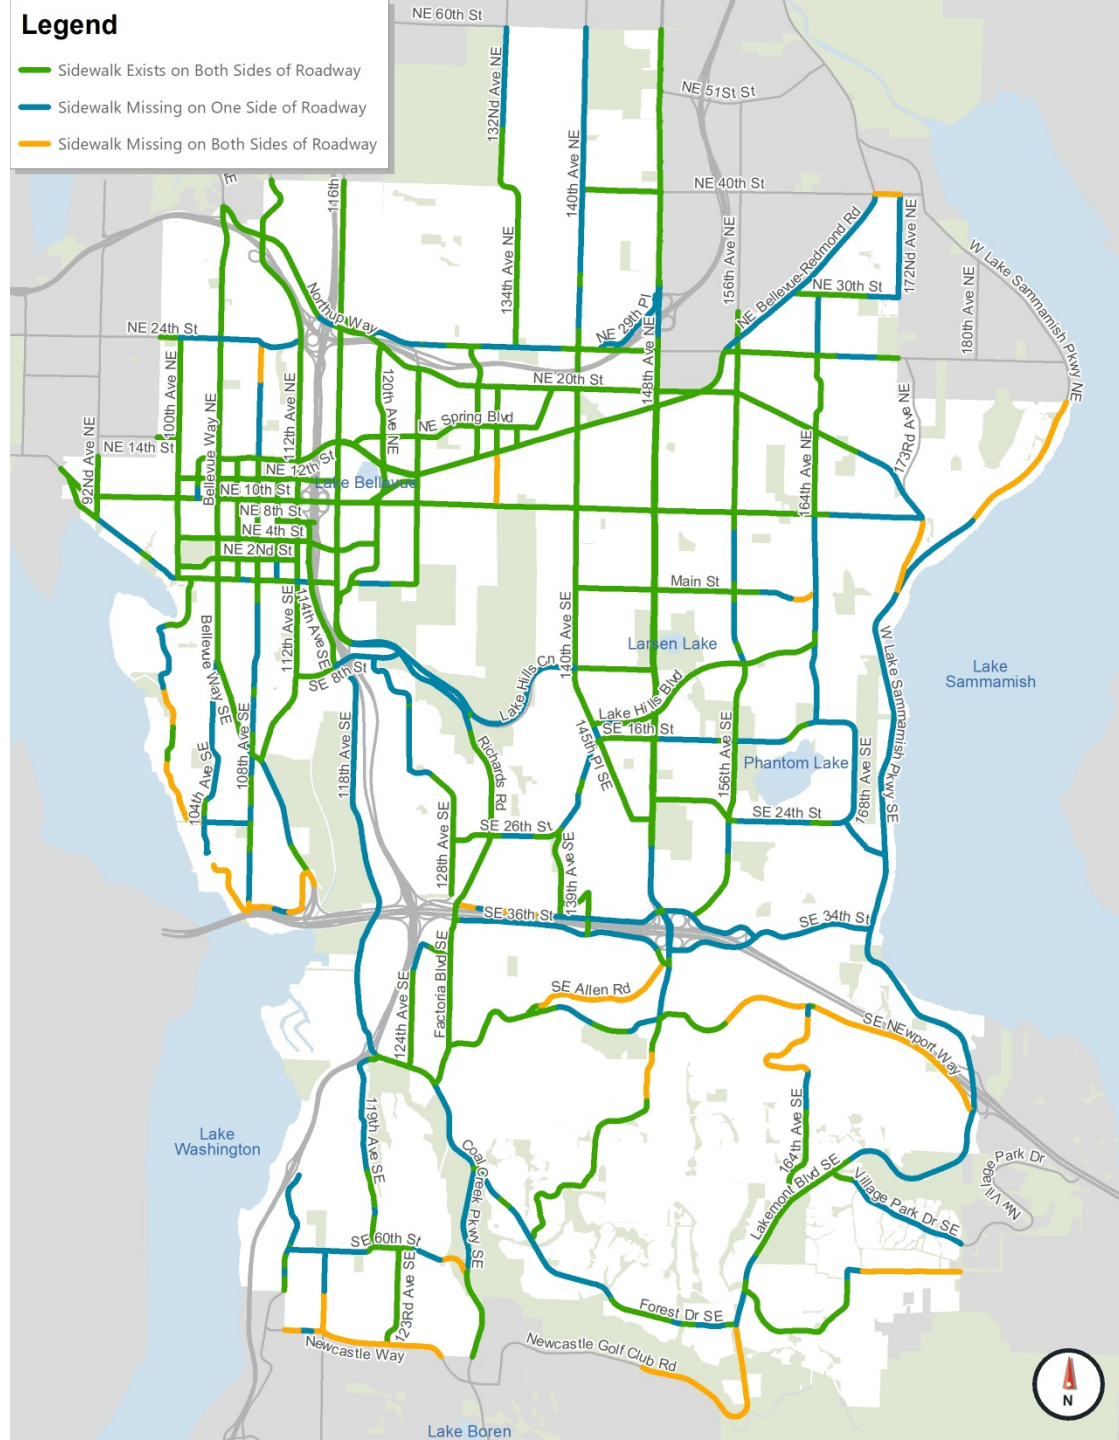 Legend
Sidewalk Exists on Both Sides of Roadway
Sidewalk Missing on One Side of Roadway
Sidewalk Missing on Both Sides of Roadway
NE 60th St
132Nd Ave NE
NE 51St St
140th Ave NE
NE 40th St
E
116th
134th Ave NE
156th Ave NE
NE Bellevue-Redmond Rd
172Nd Ave NE
W Lake Sammamish Pkwy NE
180th Ave NE
NE 30th St
Northup Way
NE 29th Pl
148th Ave NE
NE 24th St
100th Ave NE
112th Ave NE
120th Ave NE
NE 20th St
Bellevue Way NE
NE Spring Blvd
173Rd Ave NE
92Nd Ave NE
NE 14th St
164th Ave NE
NE 12th St
Lake Bellevue
NE 10th St
NE 8th St
NE 4th St
NE 2Nd St
Main St
112th Ave SE
114th Ave SE
140th Ave SE
Bellevue Way SE
Larsen Lake
W Lake Sammamish Pkwy SE
Lake
Sammamish
SE 8th St
Lake Hills Cn
Lake Hills Blvd
SE 16th St
145th Pl SE
108th Ave SE
104th Ave SE
118th Ave SE
Richards Rd
156th Ave SE
Phantom Lake
168th Ave SE
SE 24th St
SE 26th St
128th Ave SE
139th Ave SE
SE 36th St
SE 34th St
Factoria Blvd SE
124th Ave SE
SE Allen Rd
SE NEwport Way
119th Ave SE
164th Ave SE
Lake
Washington
Coal Creek Pkwy SE
Lakemont Blvd SE
Village Park Dr SE
NW Village Park Dr
SE 60th St
123Rd Ave SE
Forest Dr SE
Newcastle Way
Newcastle Golf Club Rd
N
Lake Boren